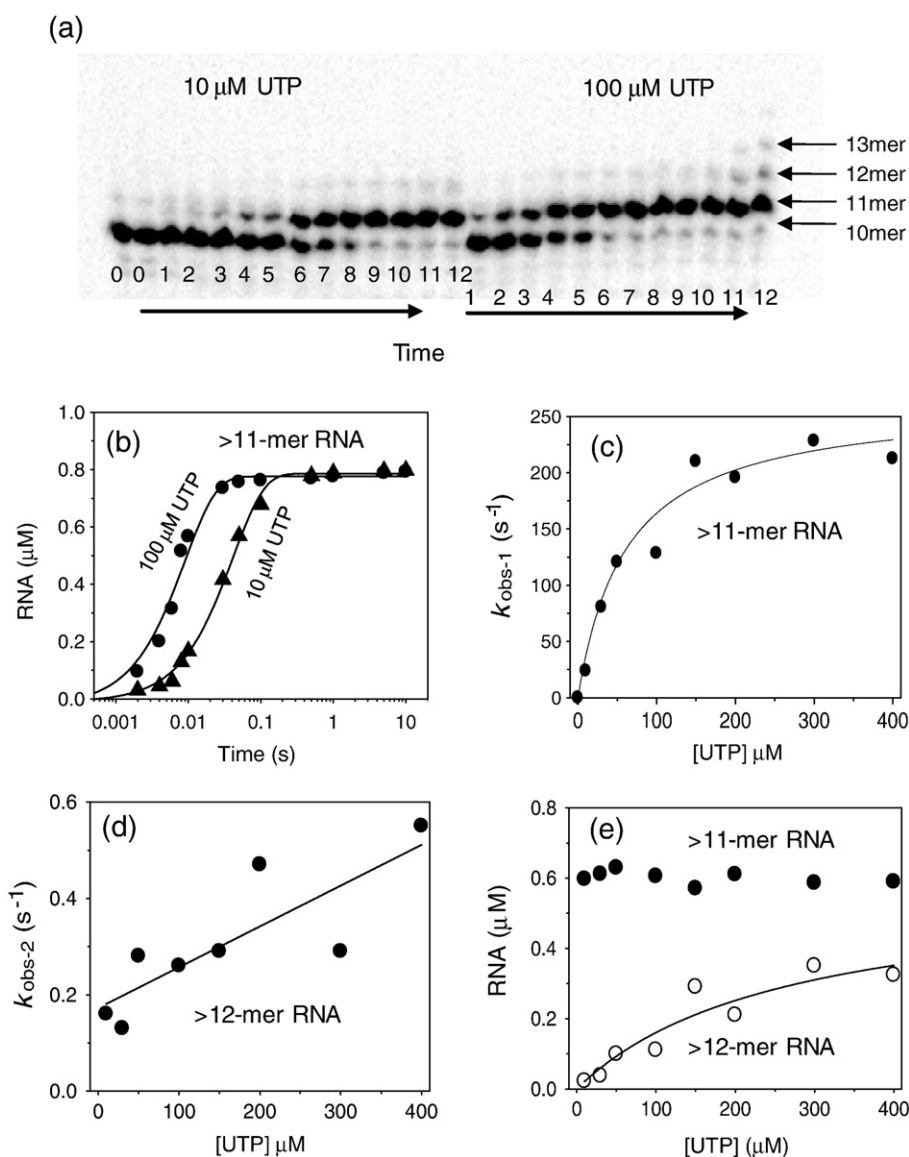 (a)
10 μM UTP 100 μM UTP
13mer
12mer
11mer
10mer
0 0 1 2 3 4 5 6 7 8 9 10 11 12
1 2 3 4 5 6 7 8 9 10 11 12
Time
(b)
>11-mer RNA
100 μM UTP
10 μM UTP
RNA (μM)
1.0
0.8
0.6
0.4
0.2
0.0
0.001 0.01 0.1 1 10
Time (s)
(c)
>11-mer RNA
kobs-1 (s-1)
250
225
150
100
50
0
0 100 200 300 400
[UTP] μM
(d)
>12-mer RNA
kobs-2 (s-1)
0.6
0.4
0.2
0.0
0 100 200 300 400
[UTP] μM
(e)
>11-mer RNA
>12-mer RNA
RNA (μM)
0.8
0.6
0.4
0.2
0.0
0 100 200 300 400
[UTP] (μM)